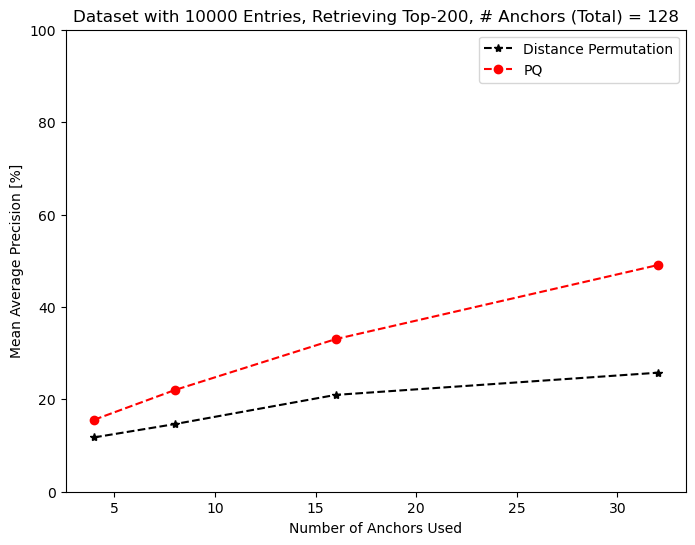 Dataset with 10000 Entries, Retrieving Top-200, # Anchors (Total) = 128
Distance Permutation
PQ
Mean Average Precision [%]
100
80
60
40
20
0
5
10
15
20
25
30
Number of Anchors Used